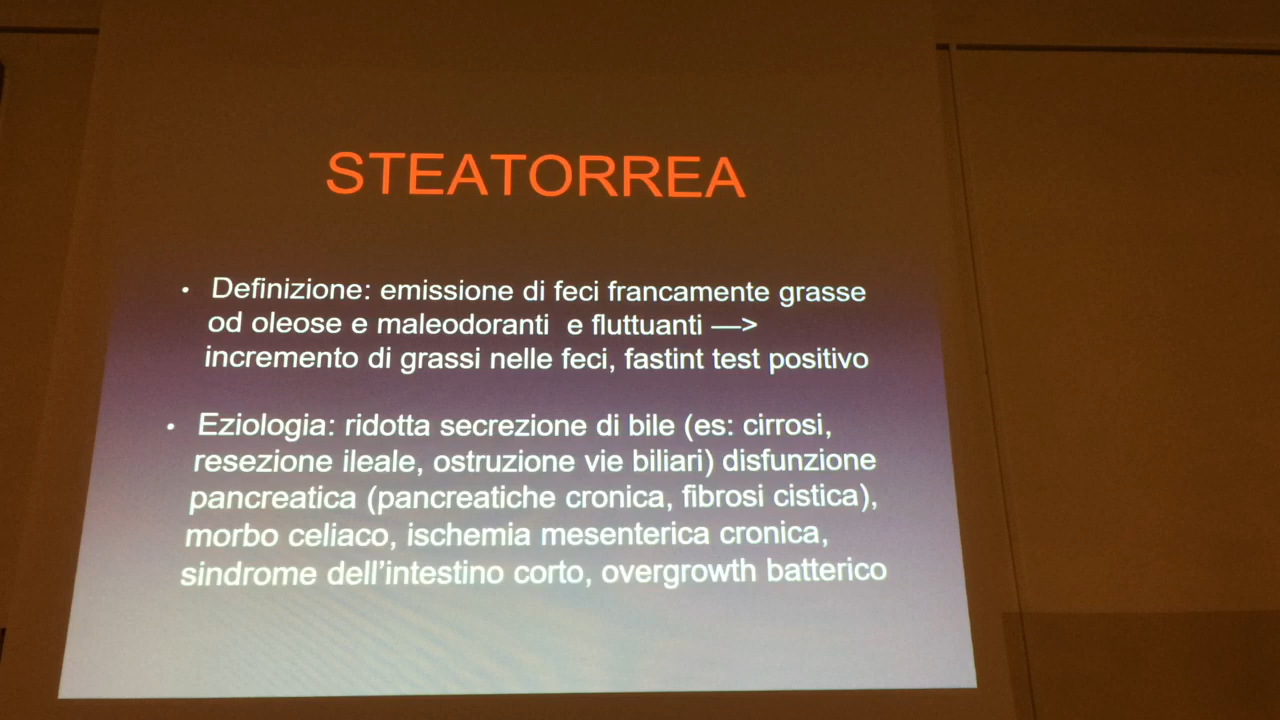 STEATORREA
• Definizione: emissione di feci francamente grasse
od oleose e maleodoranti e fluttuanti —>
incremento di grassi nelle feci, fastint test positivo
• Eziologia: ridotta secrezione di bile (es: cirrosi,
resezione ileale, ostruzione vie biliari) disfunzione
pancreatica (pancreatiche cronica, fibrosi cistica),
morbo celiaco, ischemia mesenterica cronica,
sindrome dell'intestino corto, overgrowth batterico